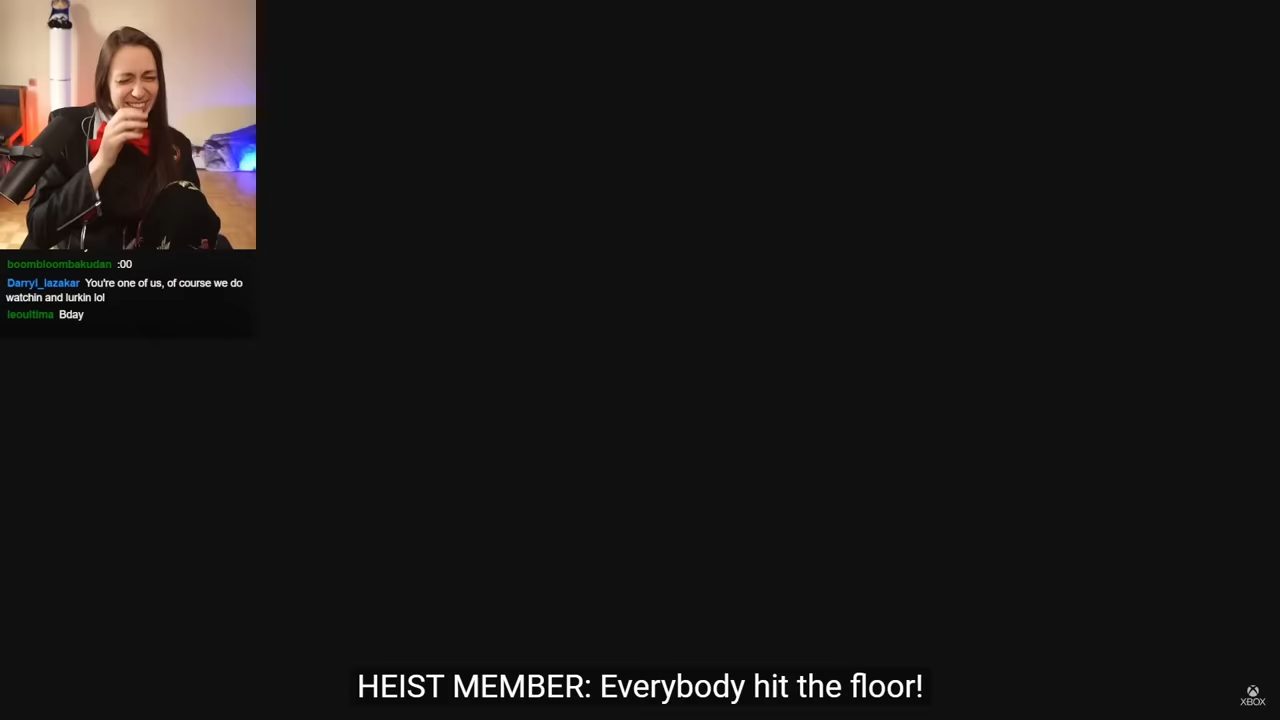 boombloombakudan :00
Darryl_lazakar You're one of us, of course we do
watchin and lurkin lol
leoultima Bday
HEIST MEMBER: Everybody hit the floor!
XBOX